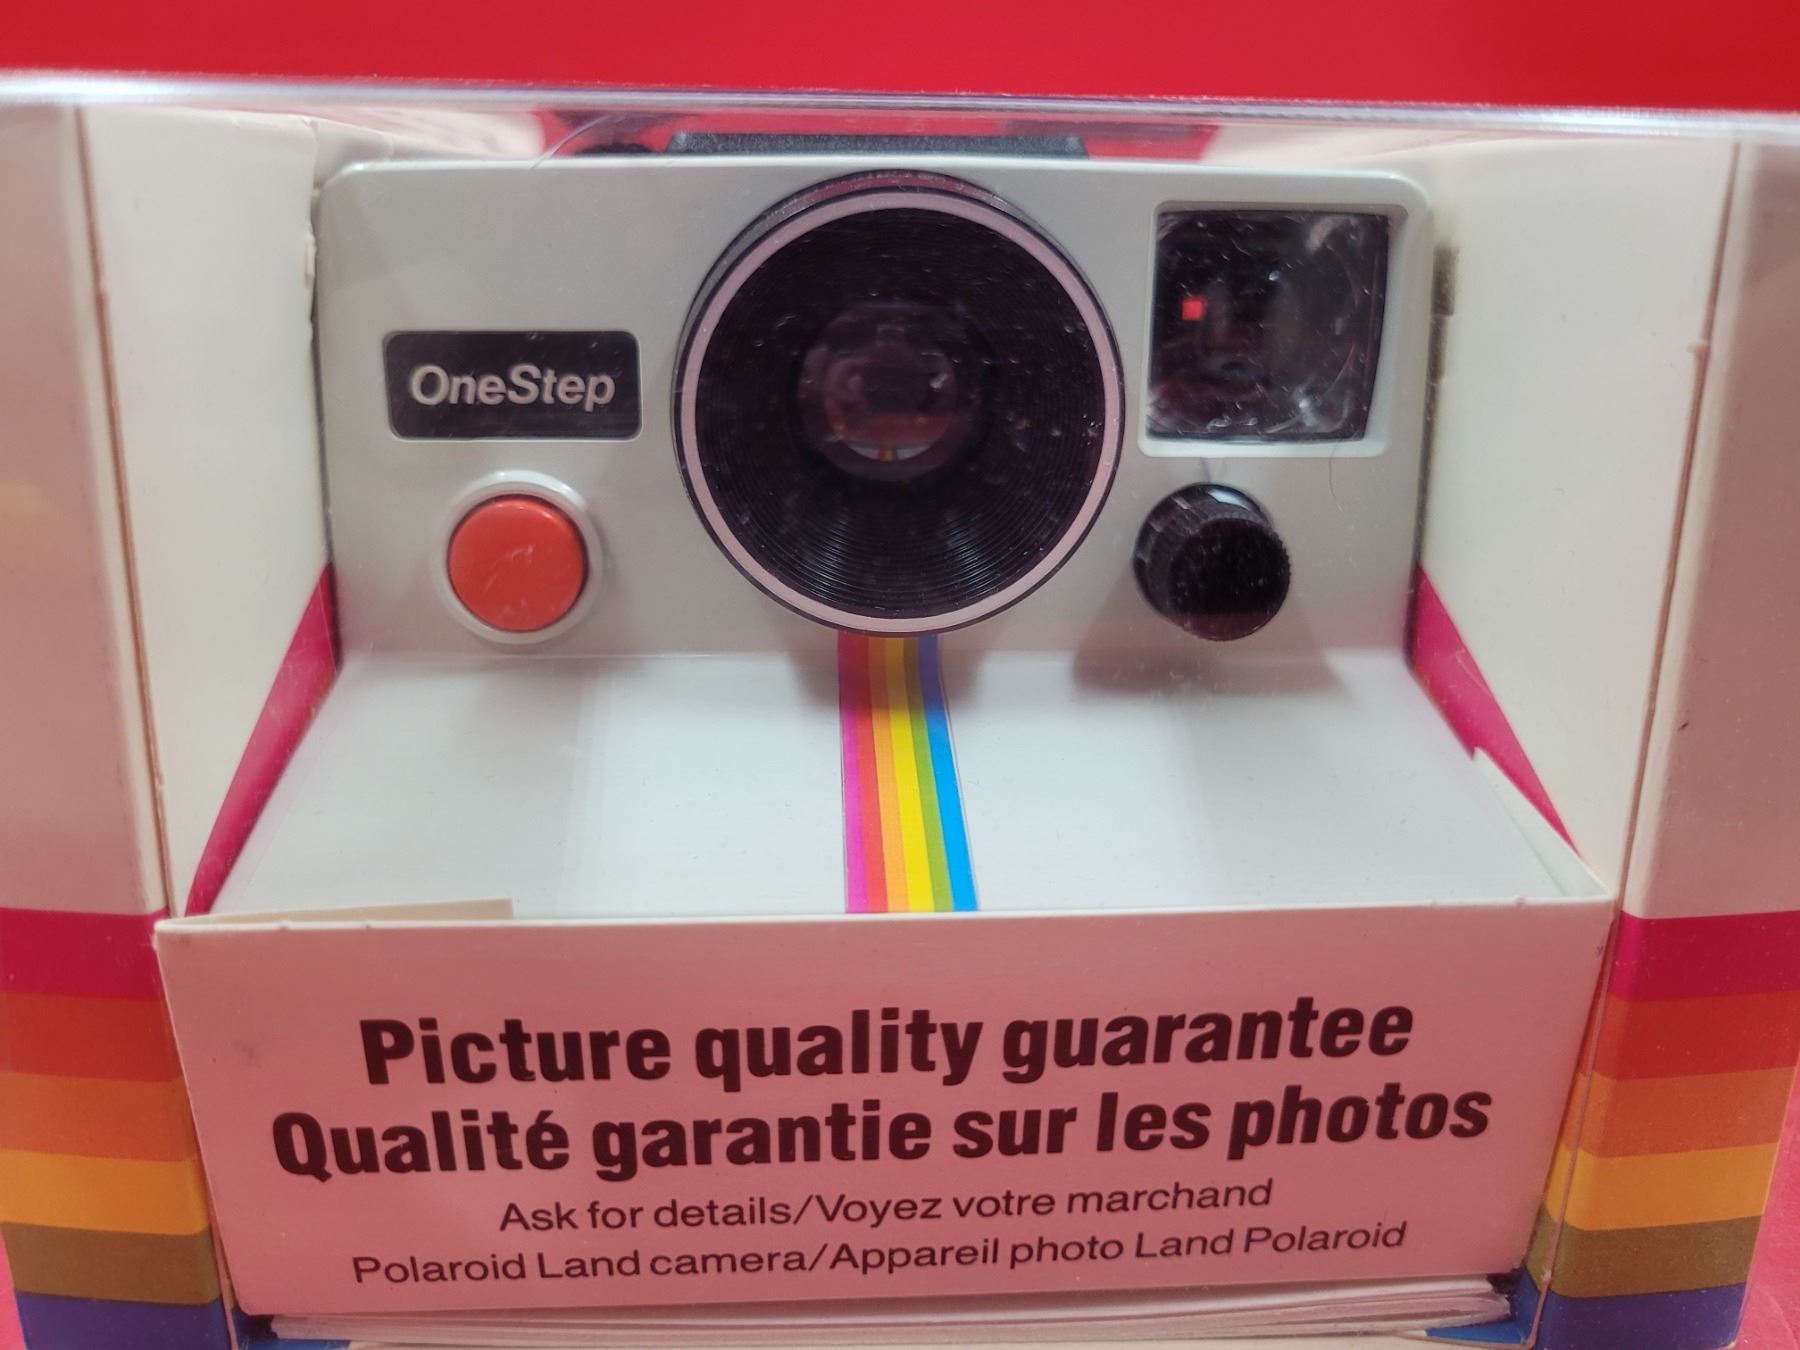 OneStep
Picture quality guarantee
Qualité garantie sur les photos
Ask for details/Voyez votre marchand
Polaroid Land camera/Appareil photo Land Polaroid